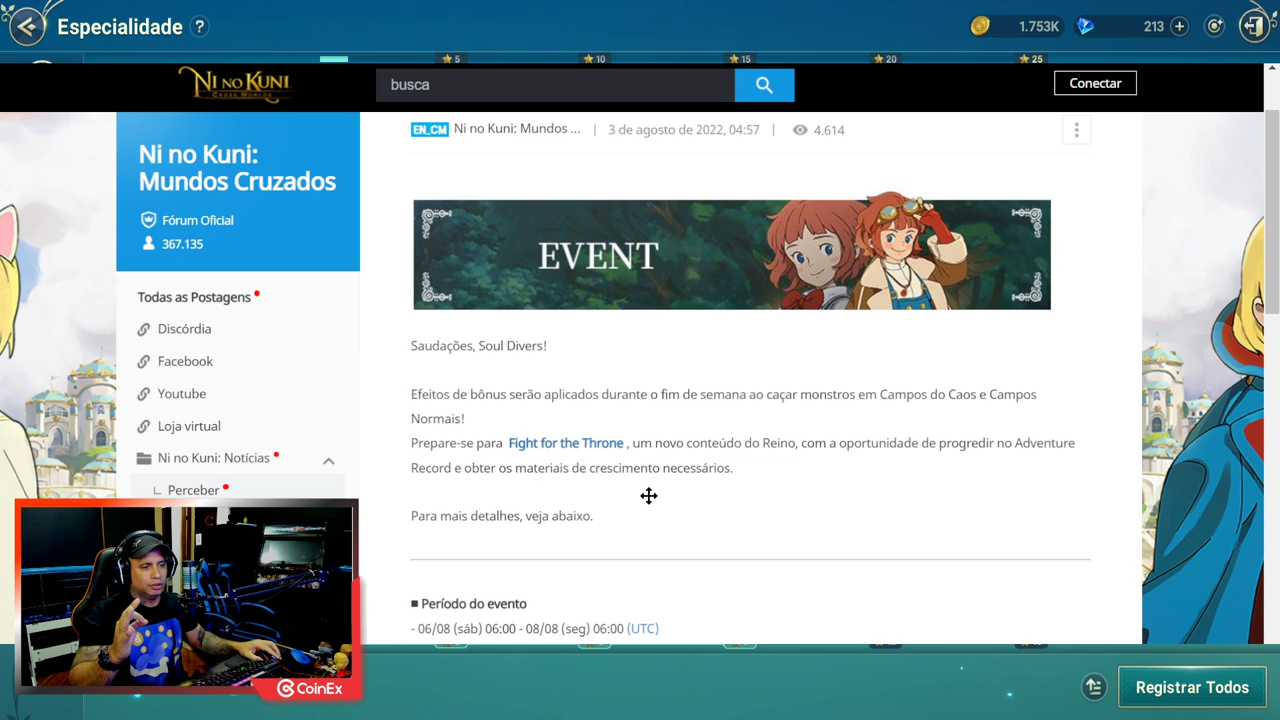 Especialidade ?
1.753K
213
5
10
15
20
25
NI NO KUNI
CROSS WORLDS
busca
Conectar
Ni no Kuni:
Mundos Cruzados
Fórum Oficial
367.135
Todas as Postagens
Discórdia
Facebook
Youtube
Loja virtual
Ni no Kuni: Notícias
Perceber
EN_CM Ni no Kuni: Mundos ... | 3 de agosto de 2022, 04:57 | 4.614
EVENT
Saudações, Soul Divers!
Efeitos de bônus serão aplicados durante o fim de semana ao caçar monstros em Campos do Caos e Campos
Normais!
Prepare-se para Fight for the Throne , um novo conteúdo do Reino, com a oportunidade de progredir no Adventure
Record e obter os materiais de crescimento necessários.
Para mais detalhes, veja abaixo.
■ Período do evento
- 06/08 (sáb) 06:00 - 08/08 (seg) 06:00 (UTC)
CoinEx
Registrar Todos